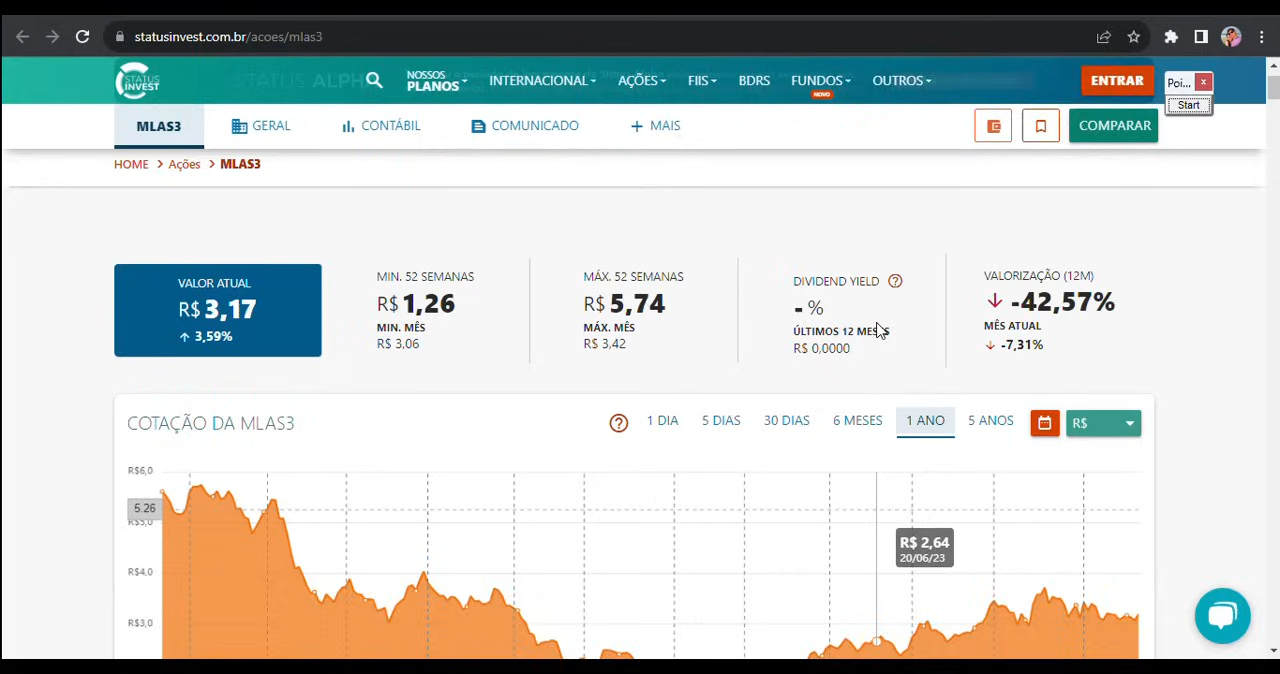 statusinvest.com.br/acoes/mlas3
STATUS INVEST
STATUS ALPH
NOSSOS PLANOS
INTERNACIONAL
AÇÕES
FIIS
BDRS
FUNDOS
NOVO
OUTROS
ENTRAR
Poi... x
Start
MLAS3
GERAL
CONTÁBIL
COMUNICADO
+ MAIS
COMPARAR
HOME > Ações > MLAS3
VALOR ATUAL
R$ 3,17
3,59%
MIN. 52 SEMANAS
R$ 1,26
MIN. MÊS
R$ 3,06
MÁX. 52 SEMANAS
R$ 5,74
MÁX. MÊS
R$ 3,42
DIVIDEND YIELD ?
- %
ÚLTIMOS 12 MESES
R$ 0,0000
VALORIZAÇÃO (12M)
-42,57%
MÊS ATUAL
-7,31%
COTAÇÃO DA MLAS3
?
1 DIA
5 DIAS
30 DIAS
6 MESES
1 ANO
5 ANOS
R$
R$6,0
5.26
R$5,0
R$4,0
R$3,0
R$ 2,64
20/06/23